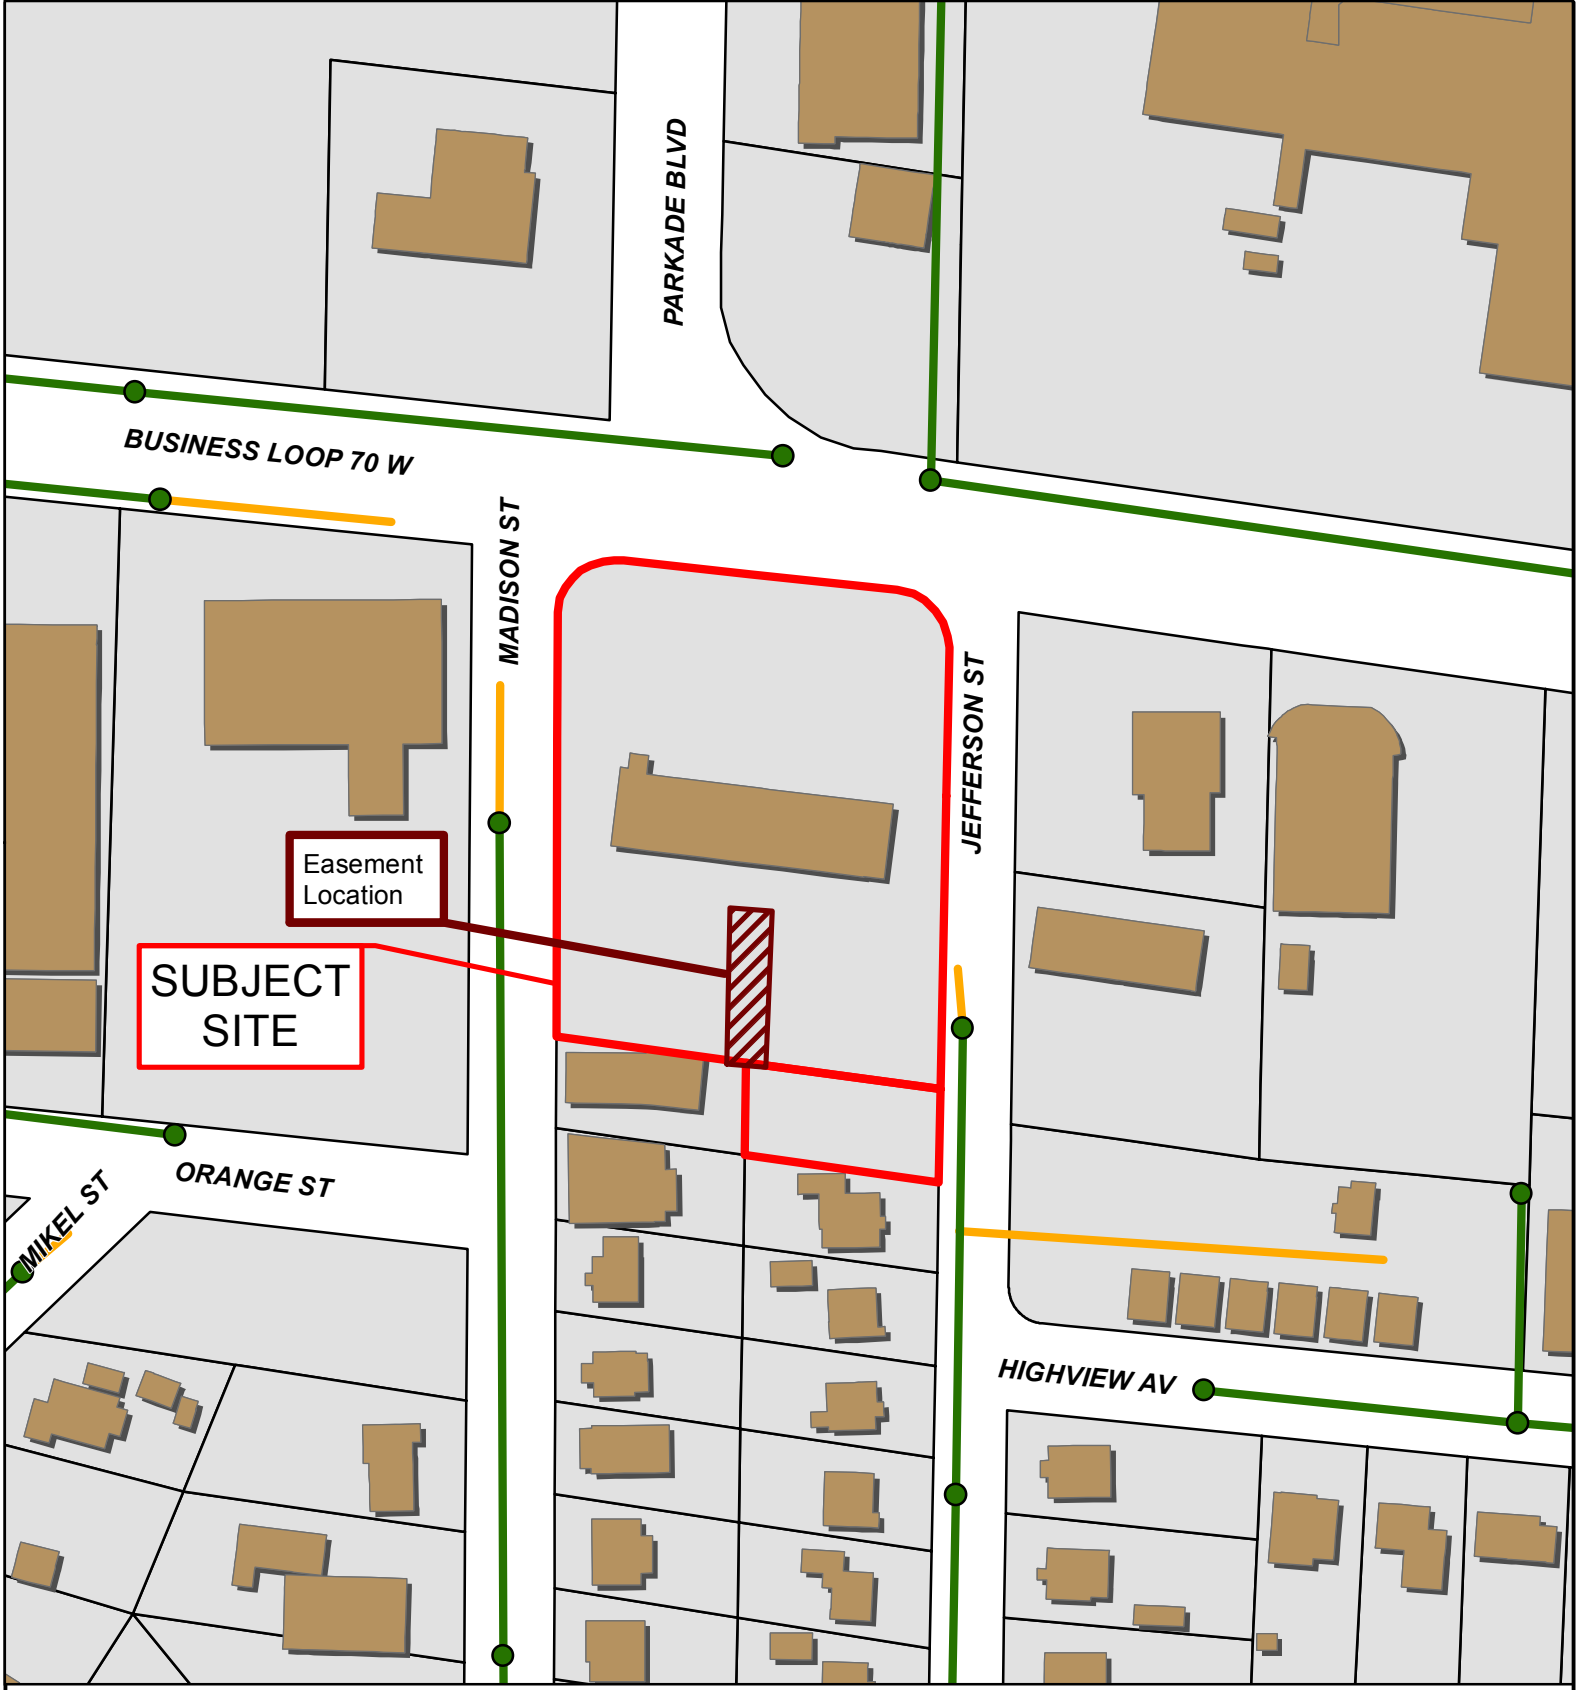 PARKADE BLVD
BUSINESS LOOP 70 W
MADISON ST
JEFFERSON ST
Easement
Location
SUBJECT
SITE
ORANGE ST
MIKEL ST
HIGHVIEW AV